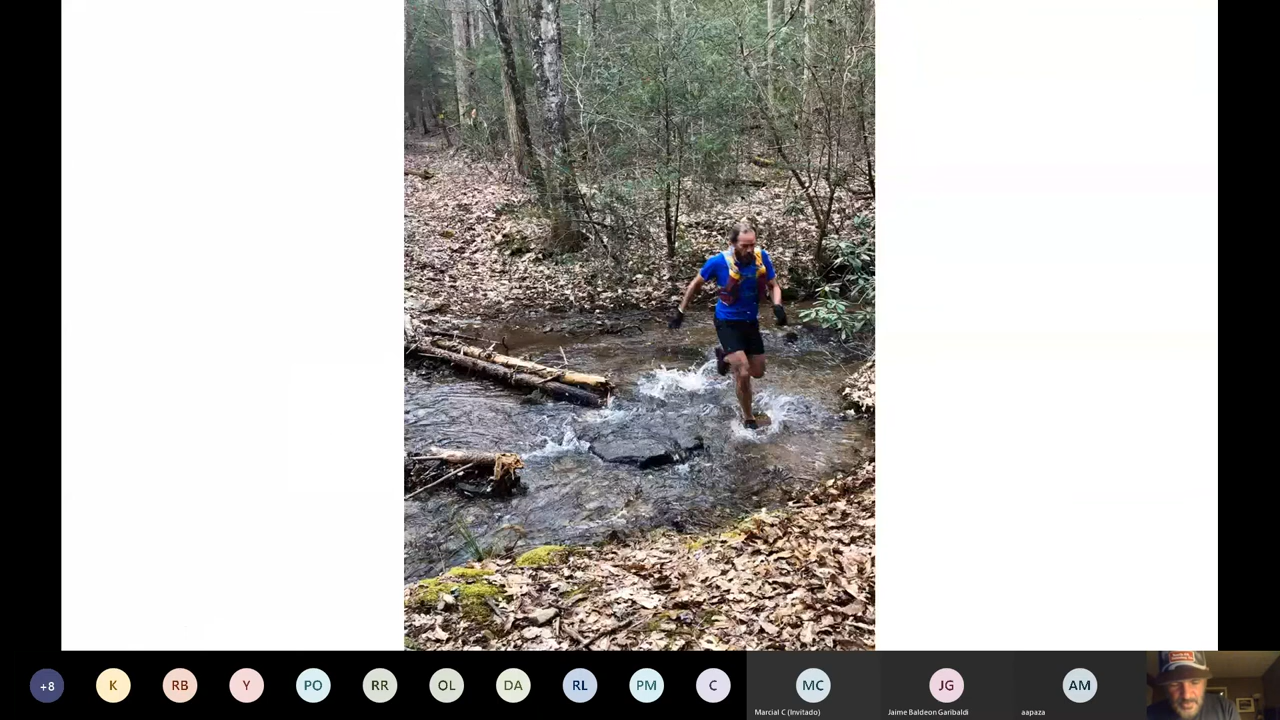 +8
K
RB
Y
PO
RR
OL
DA
RL
PM
C
MC
JG
AM
Marcial C (Invitado)
Jaime Baldeon Garibaldi
aapaza